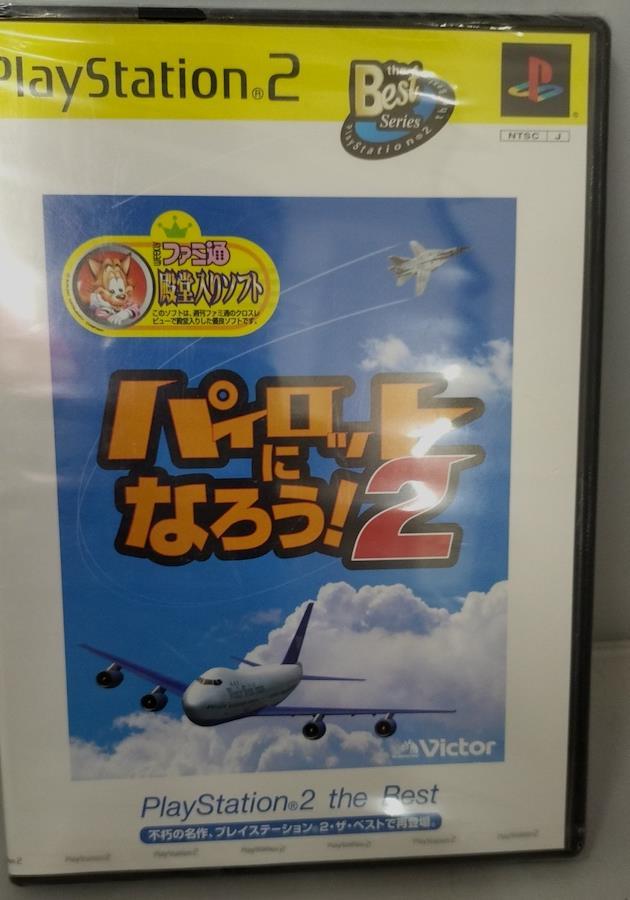 PlayStation®2
the
Best
Series
PlayStation®2 the
NTSC J
WEEKLY
ファミ通
殿堂入りソフト
このソフトは、週刊ファミ通のクロスレ
ビューで殿堂入りした優良ソフトです。
パイロット
に
なろう!2
Victor
PlayStation®2 the Best
不朽の名作、プレイステーション®2・ザ・ベストで再登場。